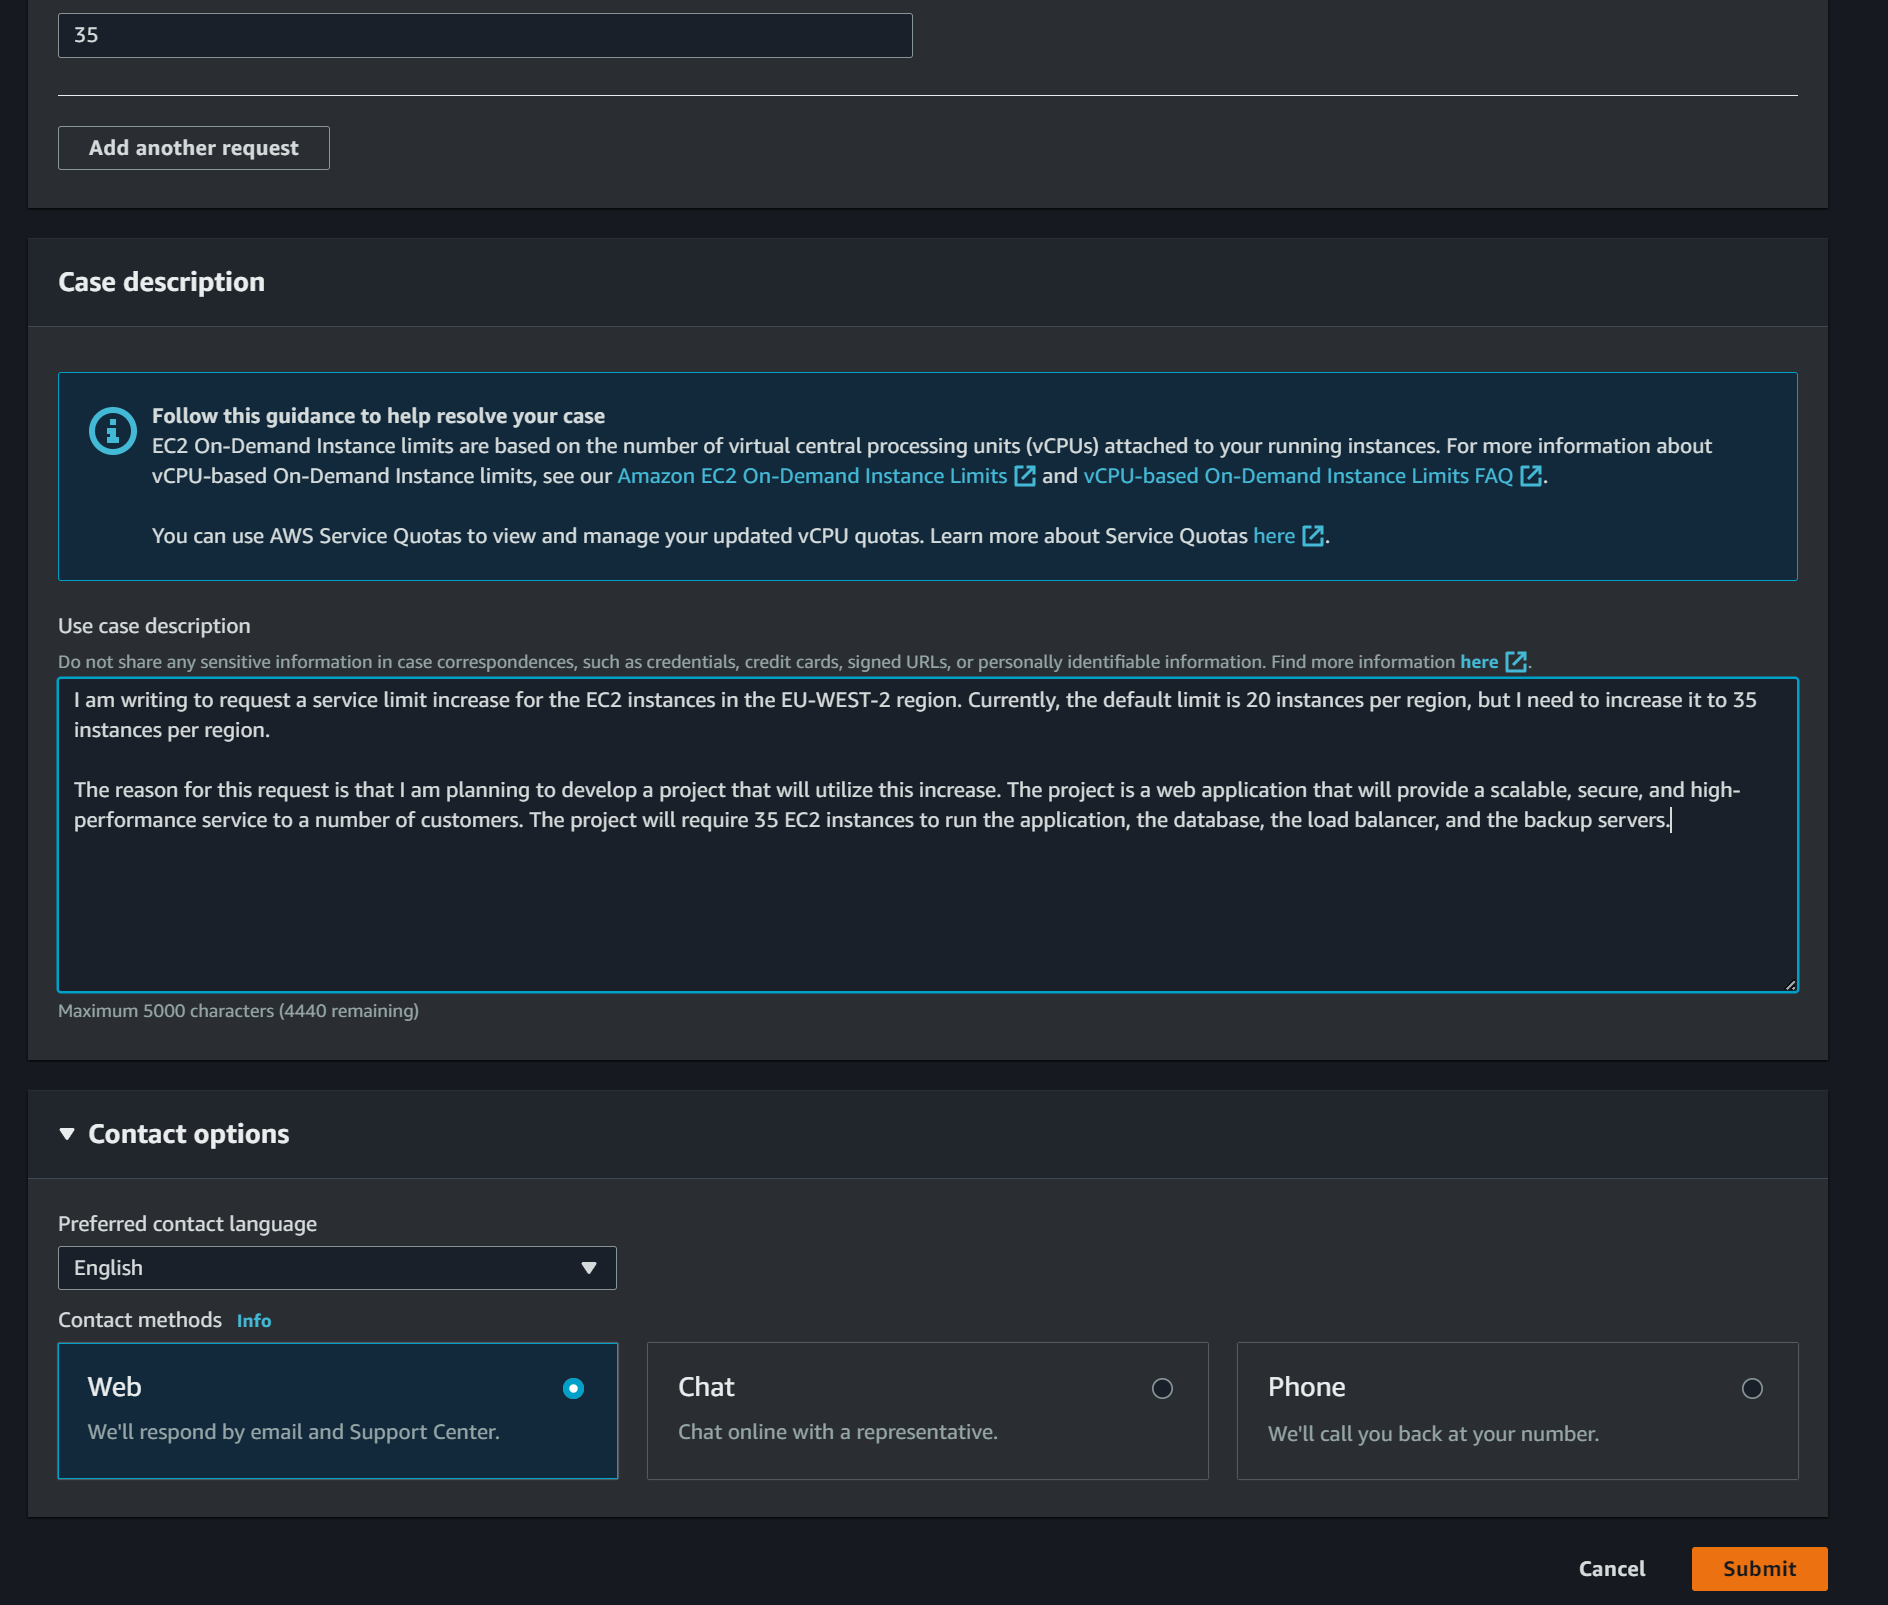 35
Add another request
Case description
Follow this guidance to help resolve your case
EC2 On-Demand Instance limits are based on the number of virtual central processing units (vCPUs) attached to your running instances. For more information about
vCPU-based On-Demand Instance limits, see our Amazon EC2 On-Demand Instance Limits and vCPU-based On-Demand Instance Limits FAQ .
You can use AWS Service Quotas to view and manage your updated vCPU quotas. Learn more about Service Quotas here .
Use case description
Do not share any sensitive information in case correspondences, such as credentials, credit cards, signed URLs, or personally identifiable information. Find more information here .
I am writing to request a service limit increase for the EC2 instances in the EU-WEST-2 region. Currently, the default limit is 20 instances per region, but I need to increase it to 35
instances per region.
The reason for this request is that I am planning to develop a project that will utilize this increase. The project is a web application that will provide a scalable, secure, and high-
performance service to a number of customers. The project will require 35 EC2 instances to run the application, the database, the load balancer, and the backup servers.
Maximum 5000 characters (4440 remaining)
Contact options
Preferred contact language
English
Contact methods Info
Web
We'll respond by email and Support Center.
Chat
Chat online with a representative.
Phone
We'll call you back at your number.
Cancel
Submit